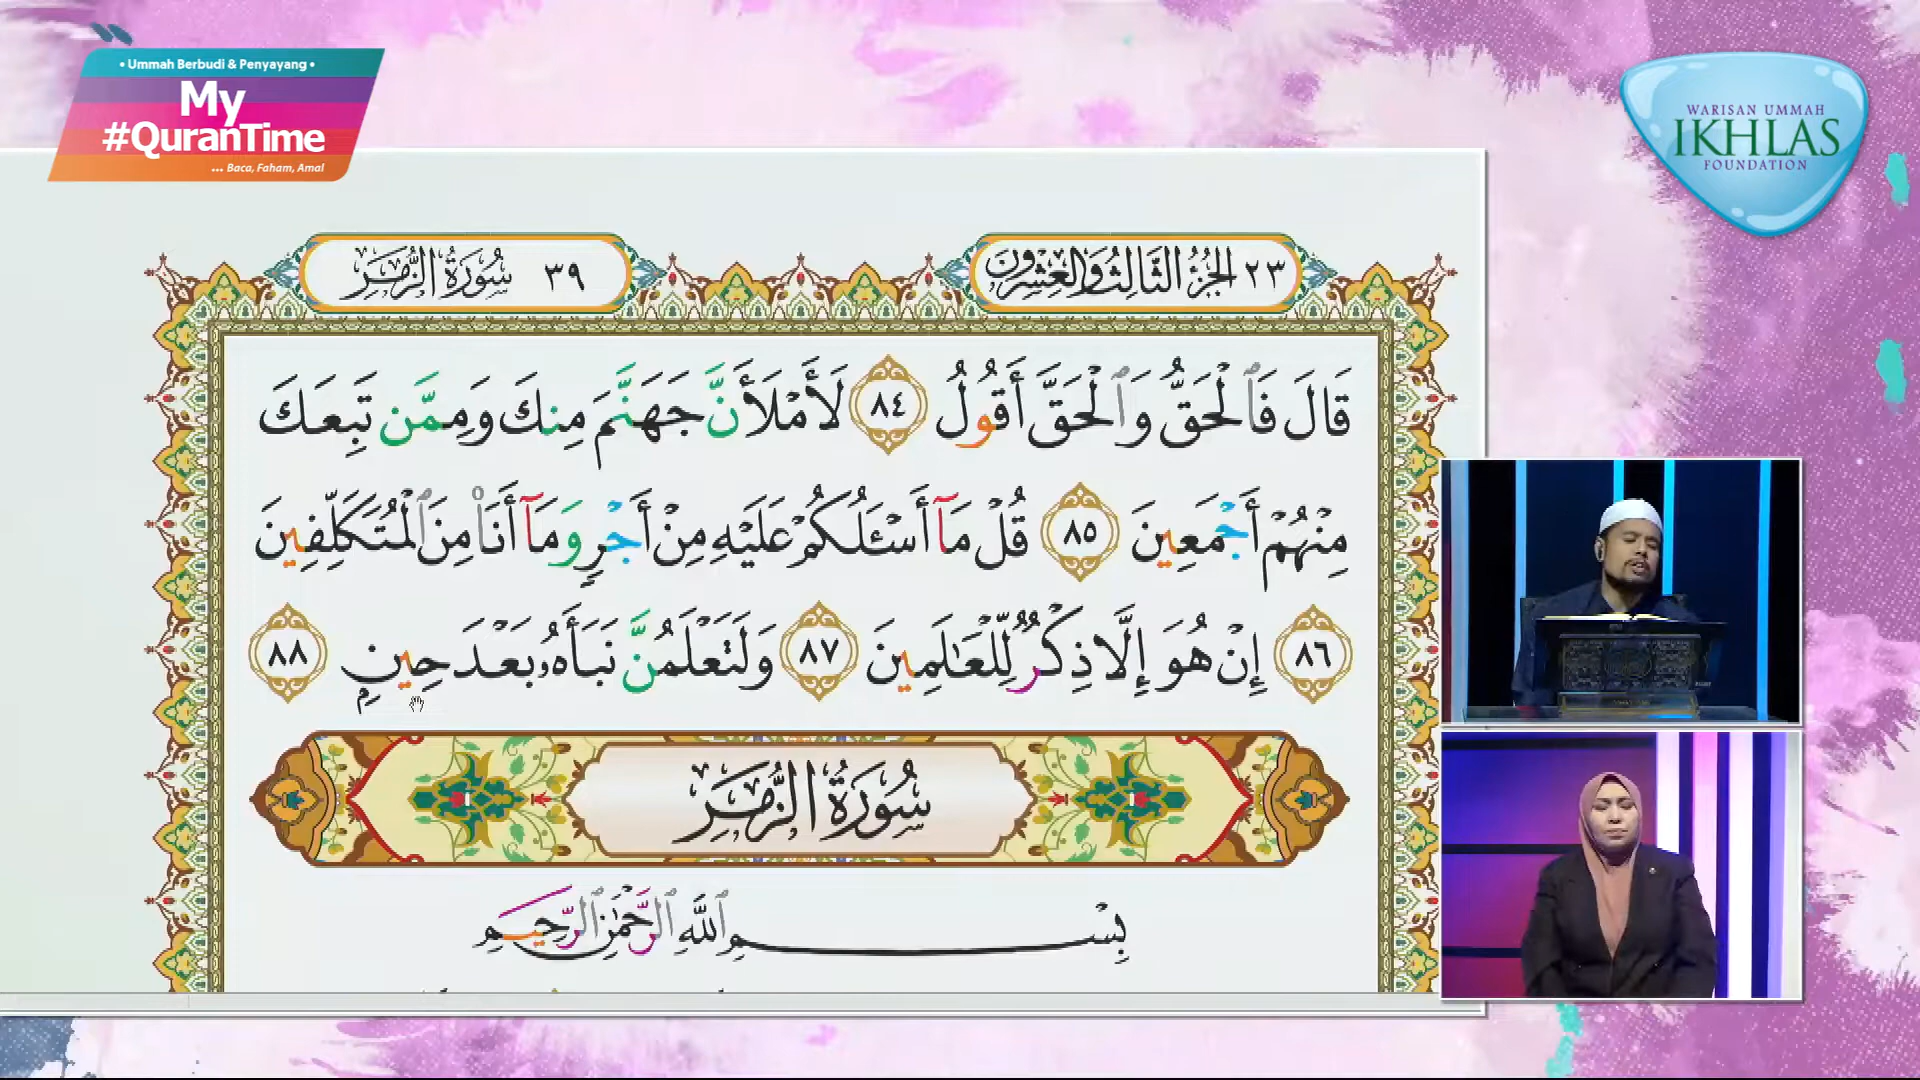 • Ummah Berbudi & Penyayang •
My
#QuranTime
... Baca, Faham, Amal
WARISAN UMMAH
IKHLAS
FOUNDATION
٢٣ الجُزْءُ الثَّالِثُ وَالْعِشْرُونَ
٣٩ سُورَةُ الزُّمَرِ
قَالَ فَٱلْحَقُّ وَٱلْحَقَّ أَقُولُ ٨٤ لَأَمْلَأَنَّ جَهَنَّمَ مِنكَ وَمِمَّن تَبِعَكَ
مِنْهُمْ أَجْمَعِينَ ٨٥ قُلْ مَآ أَسْـَٔلُكُمْ عَلَيْهِ مِنْ أَجْرٍ وَمَآ أَنَا۠ مِنَ ٱلْمُتَكَلِّفِينَ
٨٦ إِنْ هُوَ إِلَّا ذِكْرٌ لِّلْعَٰلَمِينَ ٨٧ وَلَتَعْلَمُنَّ نَبَأَهُۥ بَعْدَ حِينٍۭ ٨٨
سُورَةُ الزُّمَرِ
بِسْمِ ٱللَّهِ ٱلرَّحْمَٰنِ ٱلرَّحِيمِ